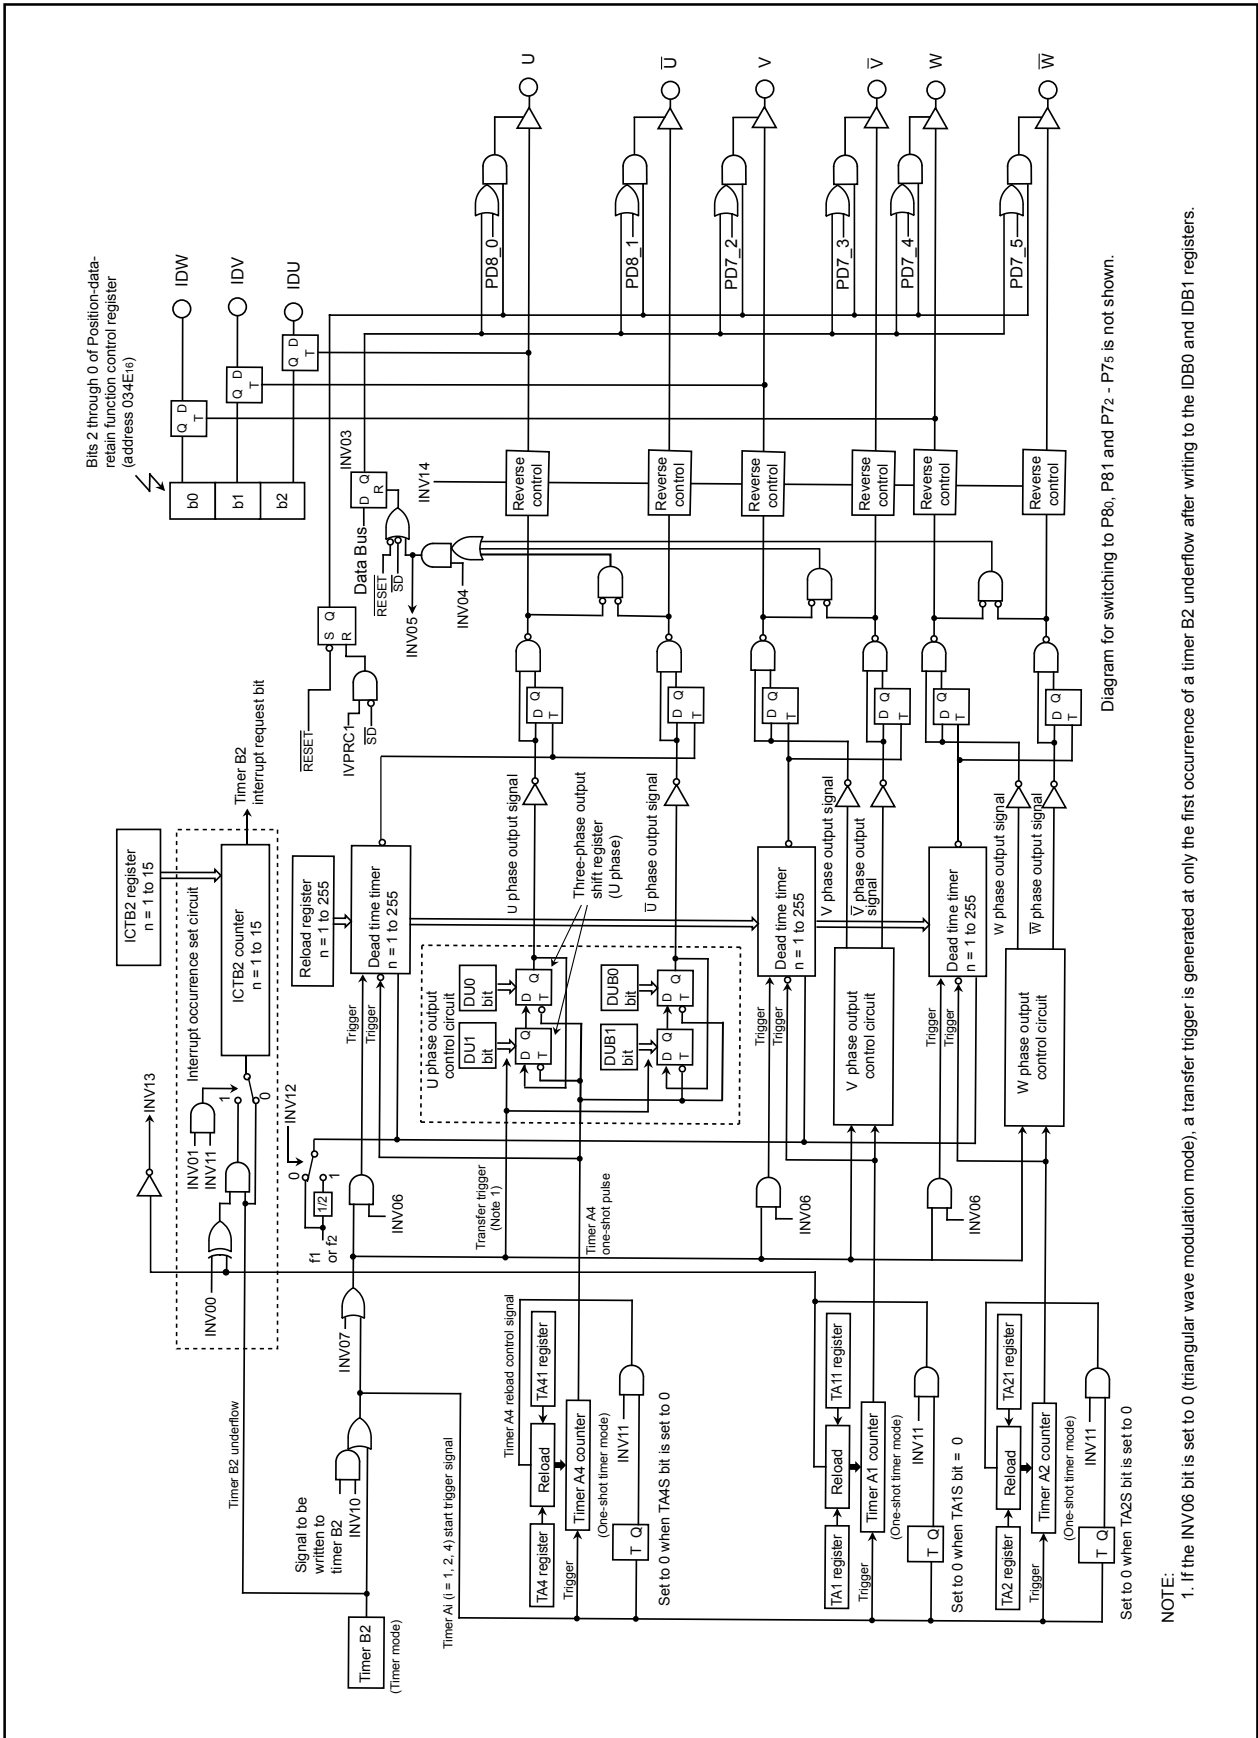 Bits 2 through 0 of Position-data-
retain function control register
(address 034E16)
b0
b1
b2
Q D
T
Q D
T
Q D
T
IDW
IDV
IDU
ICTB2 register
n = 1 to 15
Interrupt occurrence set circuit
ICTB2 counter
n = 1 to 15
Timer B2
interrupt request bit
INV13
INV01
INV11
1
0
INV00
Timer B2 underflow
Reload register
n = 1 to 255
Dead time timer
n = 1 to 255
Trigger
Trigger
INV12
0
1
1/2
f1
or f2
INV06
INV07
Signal to be
written to
timer B2
INV10
Timer B2
(Timer mode)
Timer Ai (i = 1, 2, 4) start trigger signal
RESET
IVPRC1
SD
S Q
R
INV03
D Q
R
Data Bus
RESET
SD
INV05
INV04
INV14
Transfer trigger
(Note 1)
Timer A4
one-shot pulse
U phase output
control circuit
DU1
bit
DU0
bit
D Q
T
D Q
T
DUB1
bit
DUB0
bit
D Q
T
D Q
T
Three-phase output
shift register
(U phase)
U phase output signal
U phase output signal
D Q
T
D Q
T
Reverse
control
Reverse
control
PD8_0
PD8_1
U
U
Timer A4 reload control signal
TA4 register
Reload
TA41 register
Trigger
Timer A4 counter
(One-shot timer mode)
T Q
INV11
Set to 0 when TA4S bit is set to 0
INV06
Trigger
Trigger
Dead time timer
n = 1 to 255
V phase output
control circuit
V phase output signal
V phase output
signal
D Q
T
D Q
T
Reverse
control
Reverse
control
PD7_2
PD7_3
V
V
TA1 register
Reload
TA11 register
Trigger
Timer A1 counter
(One-shot timer mode)
T Q
INV11
Set to 0 when TA1S bit = 0
INV06
Trigger
Trigger
Dead time timer
n = 1 to 255
W phase output
control circuit
W phase output signal
W phase output signal
D Q
T
D Q
T
Reverse
control
Reverse
control
PD7_4
PD7_5
W
W
TA2 register
Reload
TA21 register
Trigger
Timer A2 counter
(One-shot timer mode)
T Q
INV11
Set to 0 when TA2S bit is set to 0
Diagram for switching to P80, P81 and P72 - P75 is not shown.
NOTE:
1. If the INV06 bit is set to 0 (triangular wave modulation mode), a transfer trigger is generated at only the first occurrence of a timer B2 underflow after writing to the IDB0 and IDB1 registers.